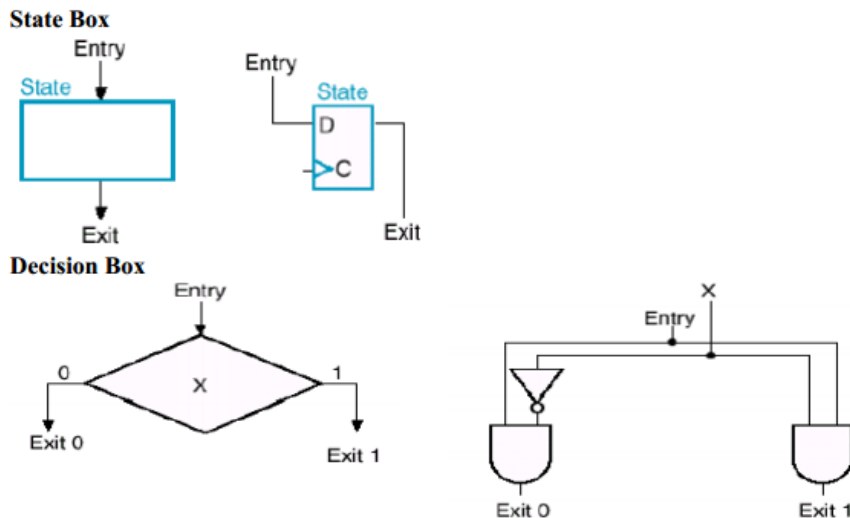 State Box
Entry
Entry
State
State
D
C
Exit
Exit
Decision Box
Entry
X
Entry
0
X
1
Exit 0
Exit 1
Exit 0
Exit 1